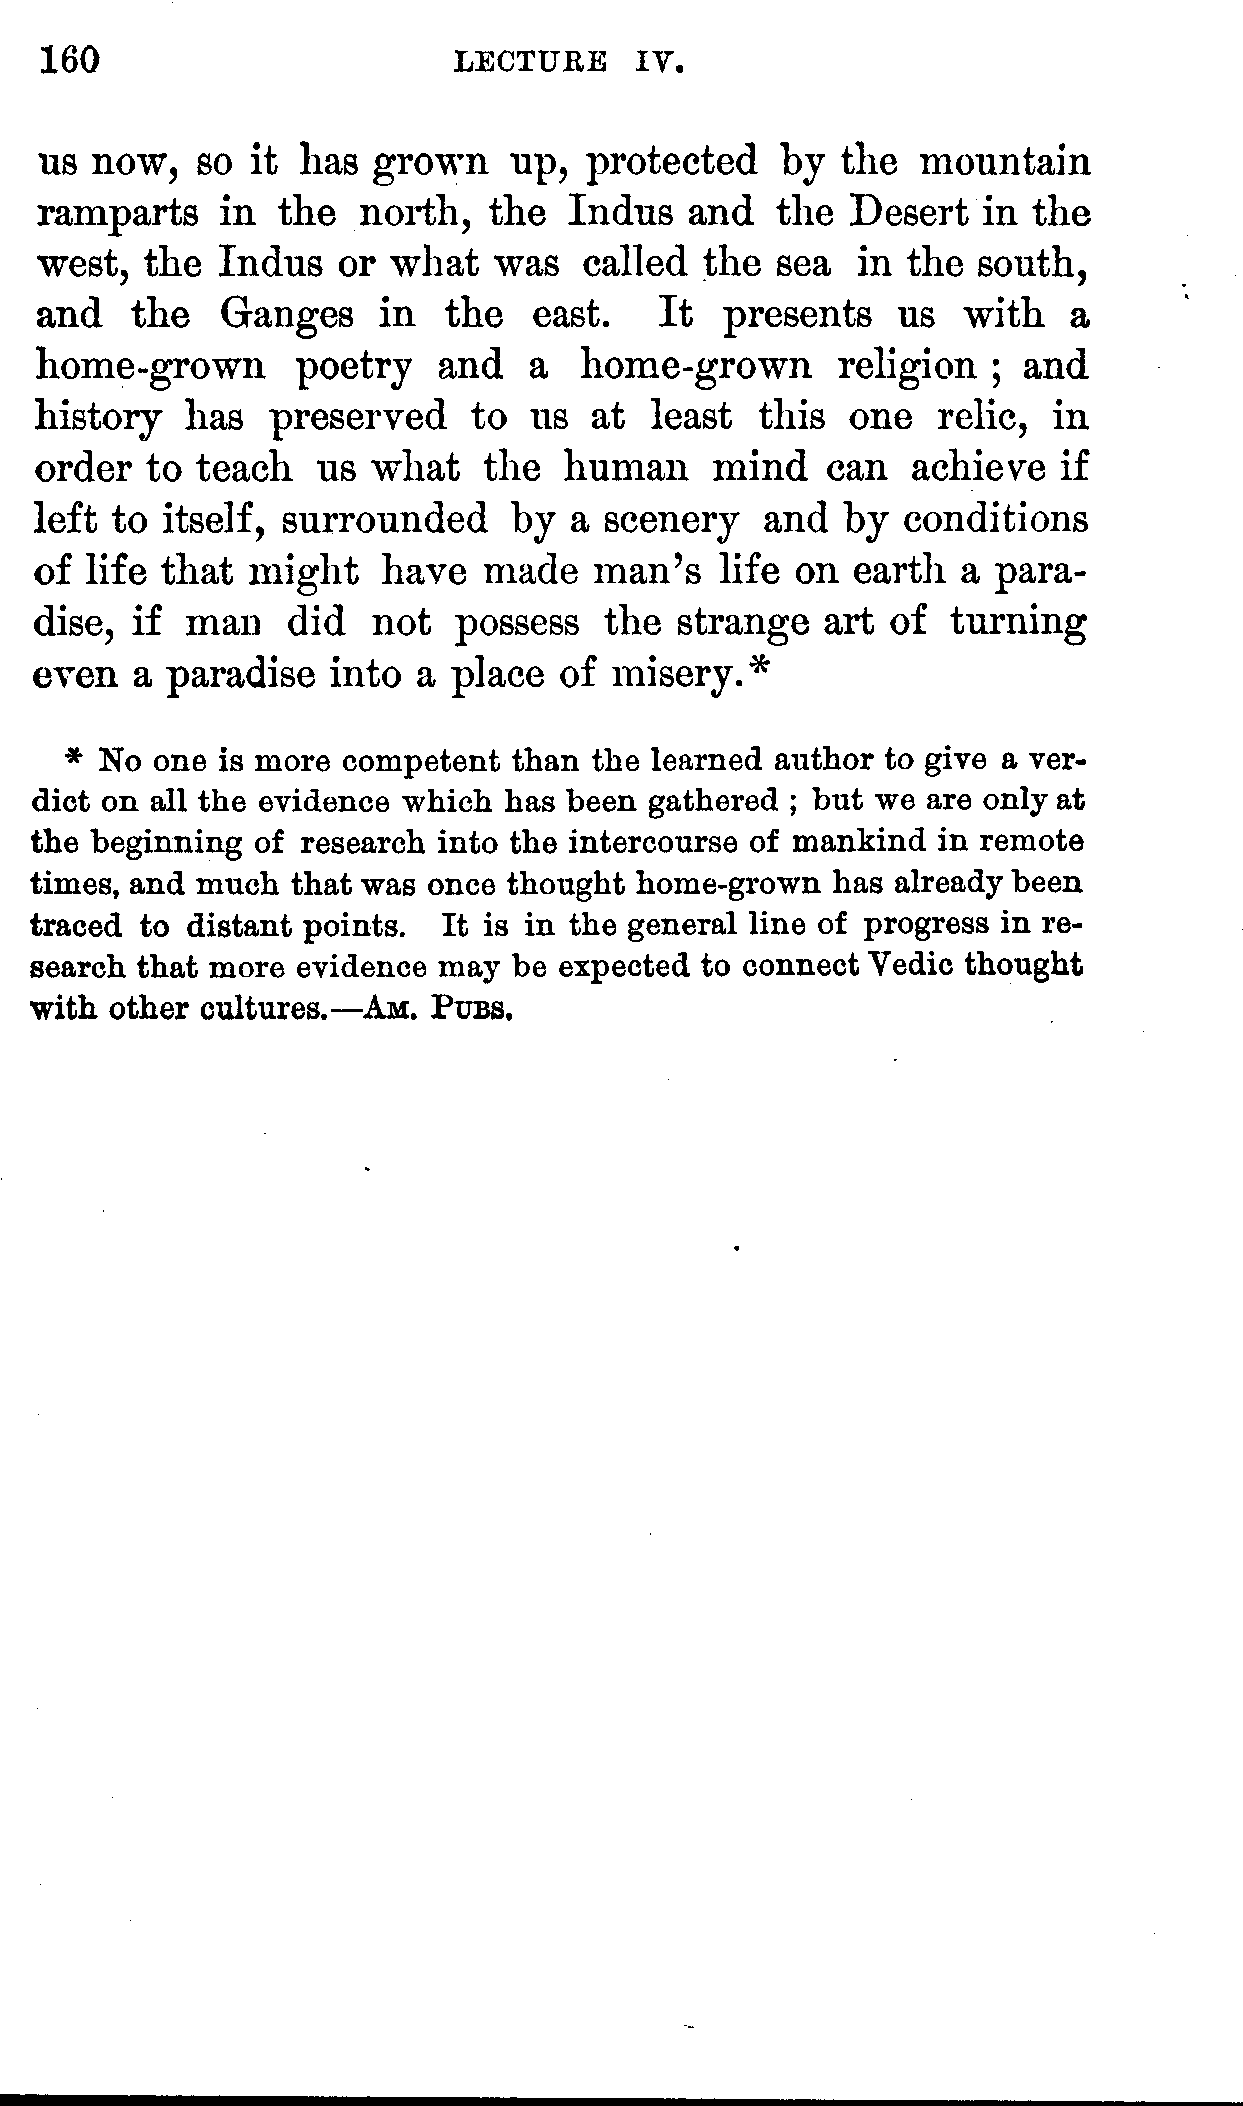 160 LECTURE IV.
us now, so it has grown up, protected by the mountain
ramparts in the north, the Indus and the Desert in the
west, the Indus or what was called the sea in the south,
and the Ganges in the east. It presents us with a
home-grown poetry and a home-grown religion ; and
history has preserved to us at least this one relic, in
order to teach us what the human mind can achieve if
left to itself, surrounded by a scenery and by conditions
of life that might have made man's life on earth a para-
dise, if man did not possess the strange art of turning
even a paradise into a place of misery.*
* No one is more competent than the learned author to give a ver-
dict on all the evidence which has been gathered ; but we are only at
the beginning of research into the intercourse of mankind in remote
times, and much that was once thought home-grown has already been
traced to distant points. It is in the general line of progress in re-
search that more evidence may be expected to connect Vedic thought
with other cultures.—AM. PUBS.